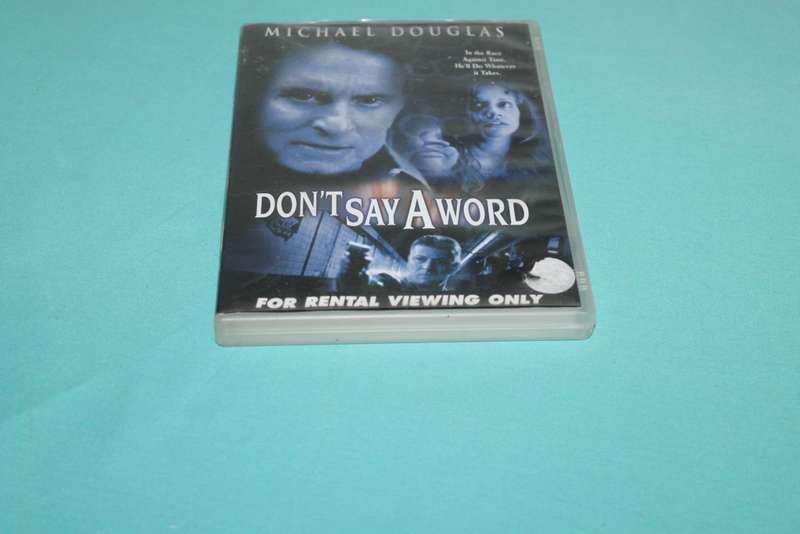 MICHAEL DOUGLAS
In the Race
Against Time,
He'll Do Whatever
it Takes.
DON'T SAY A WORD
FOR RENTAL VIEWING ONLY